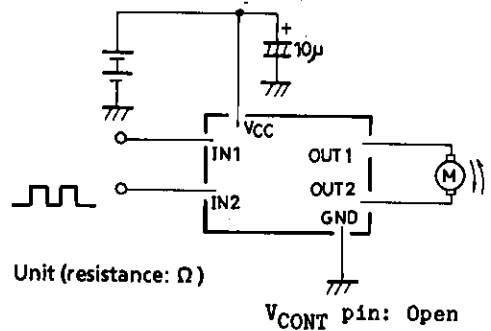 +
10μ
VCC
IN1
OUT1
IN2
OUT2
M
GND
Unit (resistance: Ω)
VCONT pin: Open